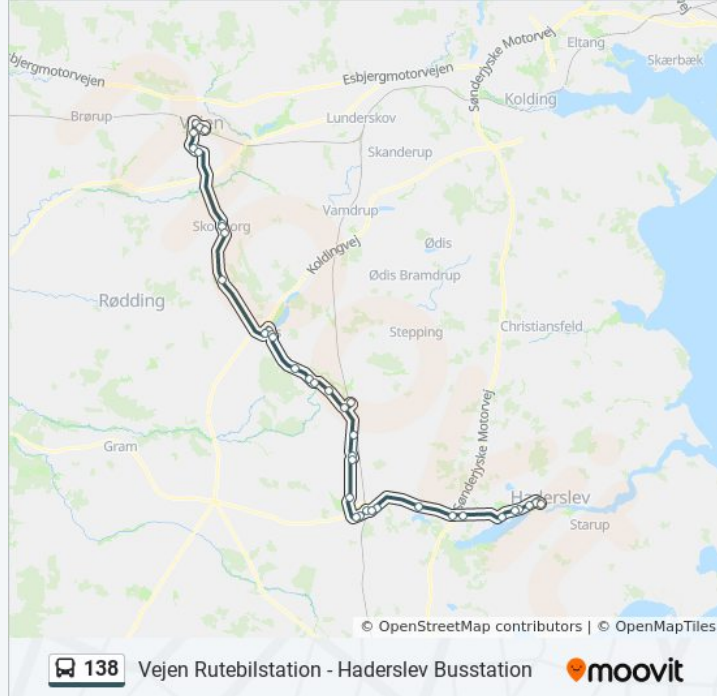 Sønderjyske Motorvej
Eltang
Skærbæk
Esbjergmotorvejen
Kolding
Brørup
Lunderskov
Skanderup
Vamdrup
Koldingvej
Ødis
Rødding
Ødis Bramdrup
Stepping
Christiansfeld
Gram
Sønderjyske Motorvej
Haderslev
Starup
© OpenStreetMap contributors | © OpenMapTiles
138 Vejen Rutebilstation - Haderslev Busstation moovit